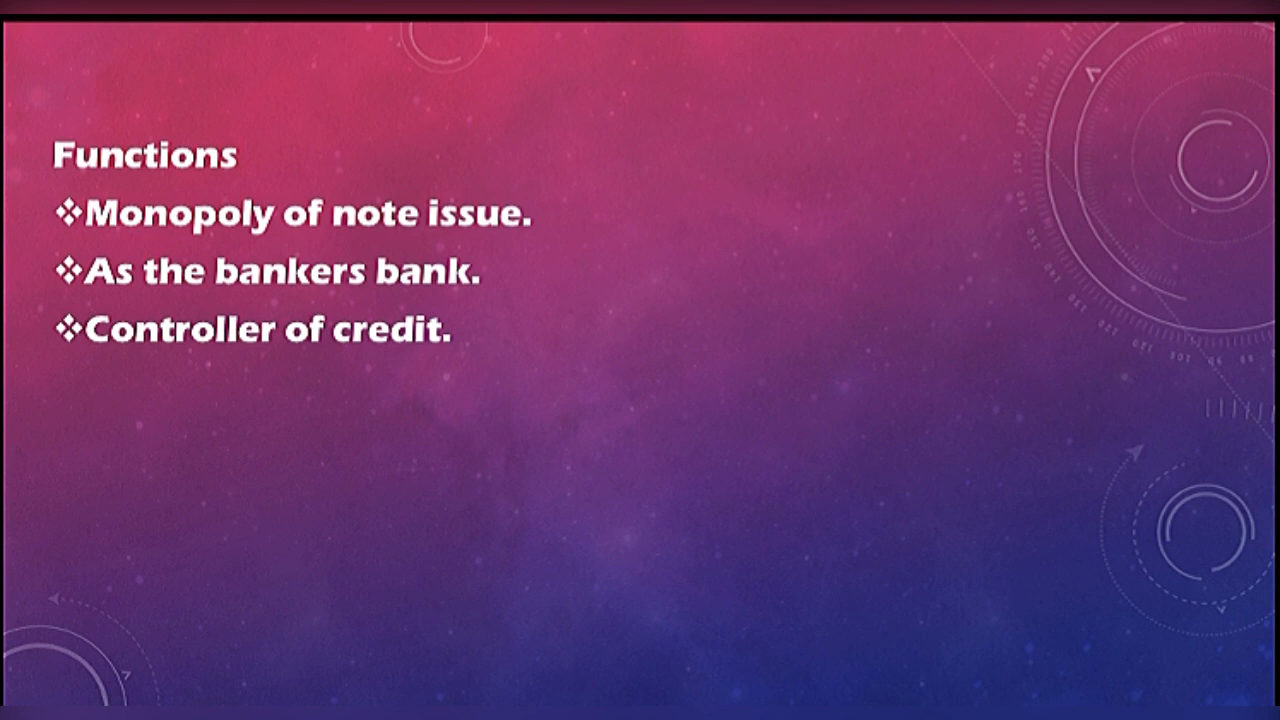 Functions
❖Monopoly of note issue.
❖As the bankers bank.
❖Controller of credit.